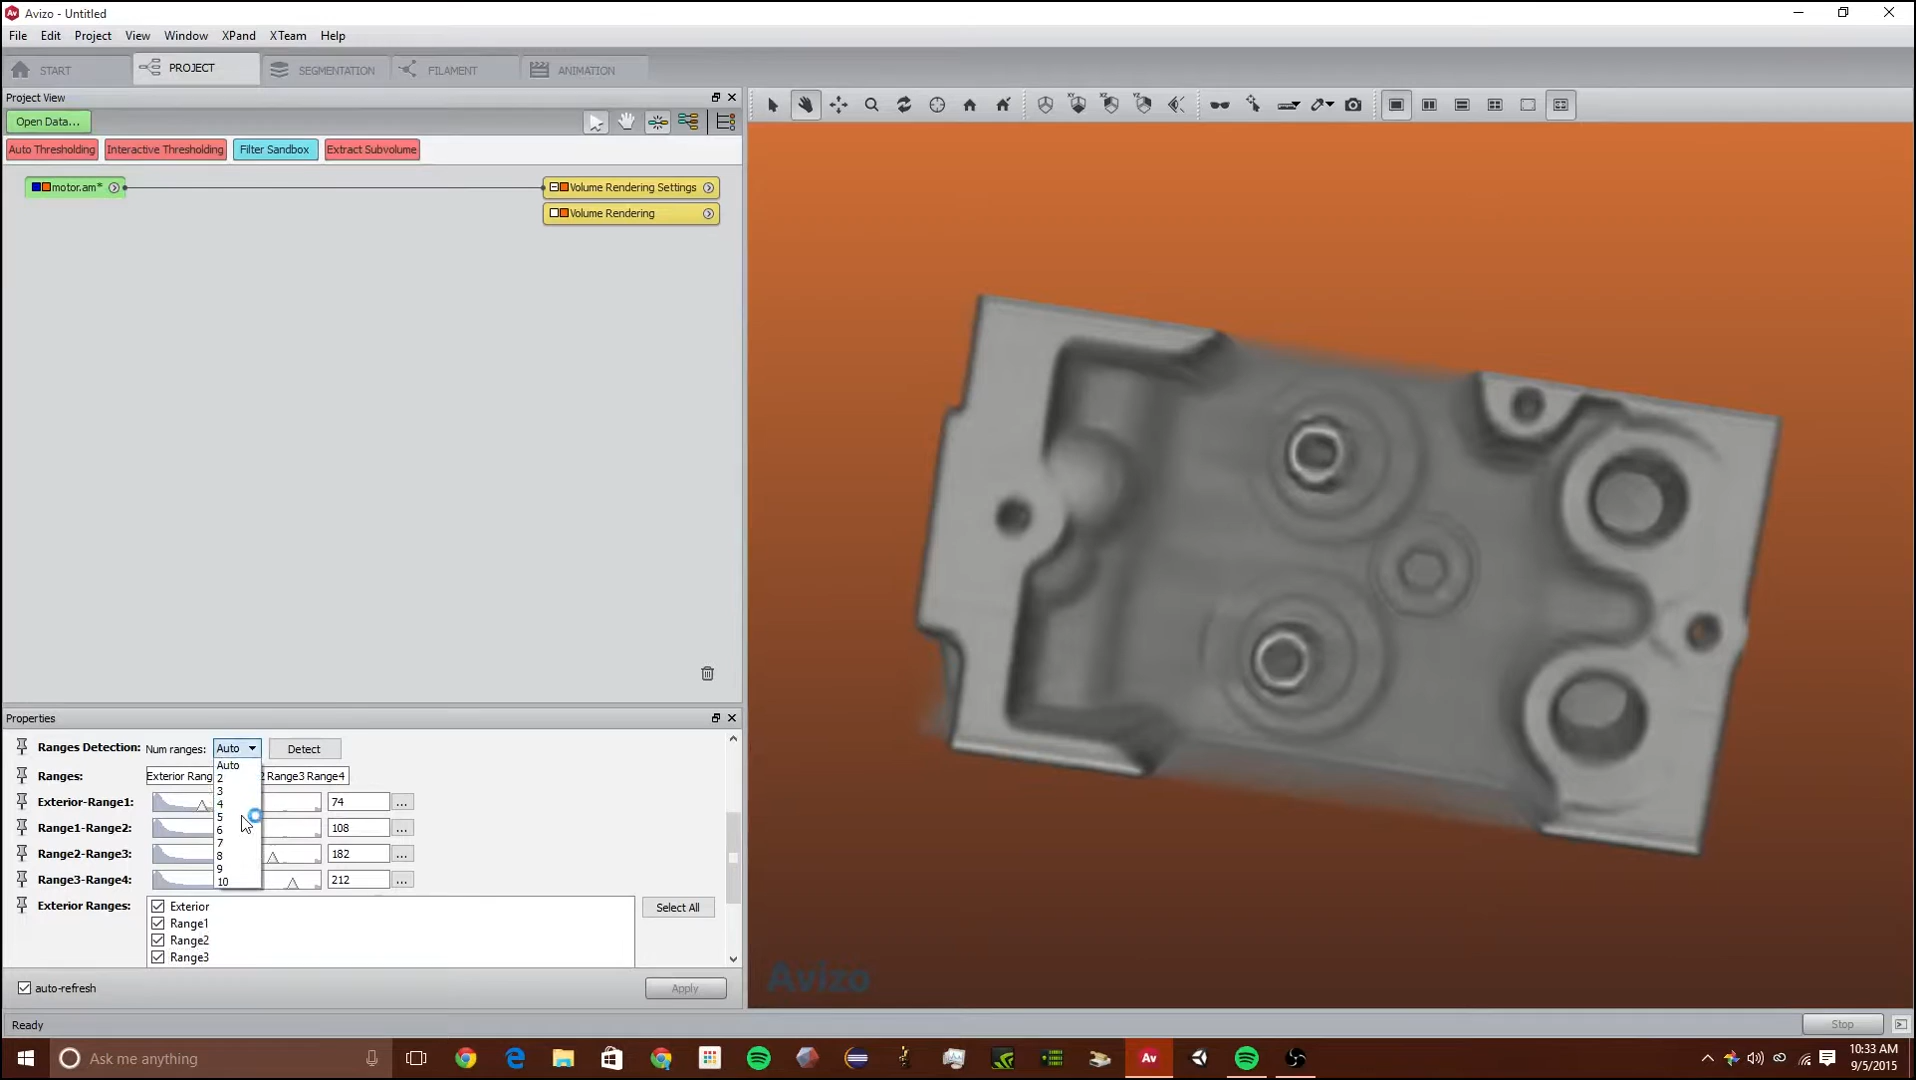 Avizo - Untitled
File Edit Project View Window XPand XTeam Help
START PROJECT SEGMENTATION FILAMENT ANIMATION
Project View
Open Data...
XY XZ YZ
Auto Thresholding Interactive Thresholding Filter Sandbox Extract Subvolume
motor.am* Volume Rendering Settings
Volume Rendering
Properties
Ranges Detection: Num ranges: Auto Detect
Auto
2
3
4
5
6
7
8
9
10
Ranges: Exterior Range3 Range4
Exterior-Range1: 74 ...
Range1-Range2: 108 ...
Range2-Range3: 182 ...
Range3-Range4: 212 ...
Exterior Ranges: Exterior Select All
Range1
Range2
Range3
auto-refresh Apply
Avizo
Ready Stop
Ask me anything
Av
10:33 AM
9/5/2015